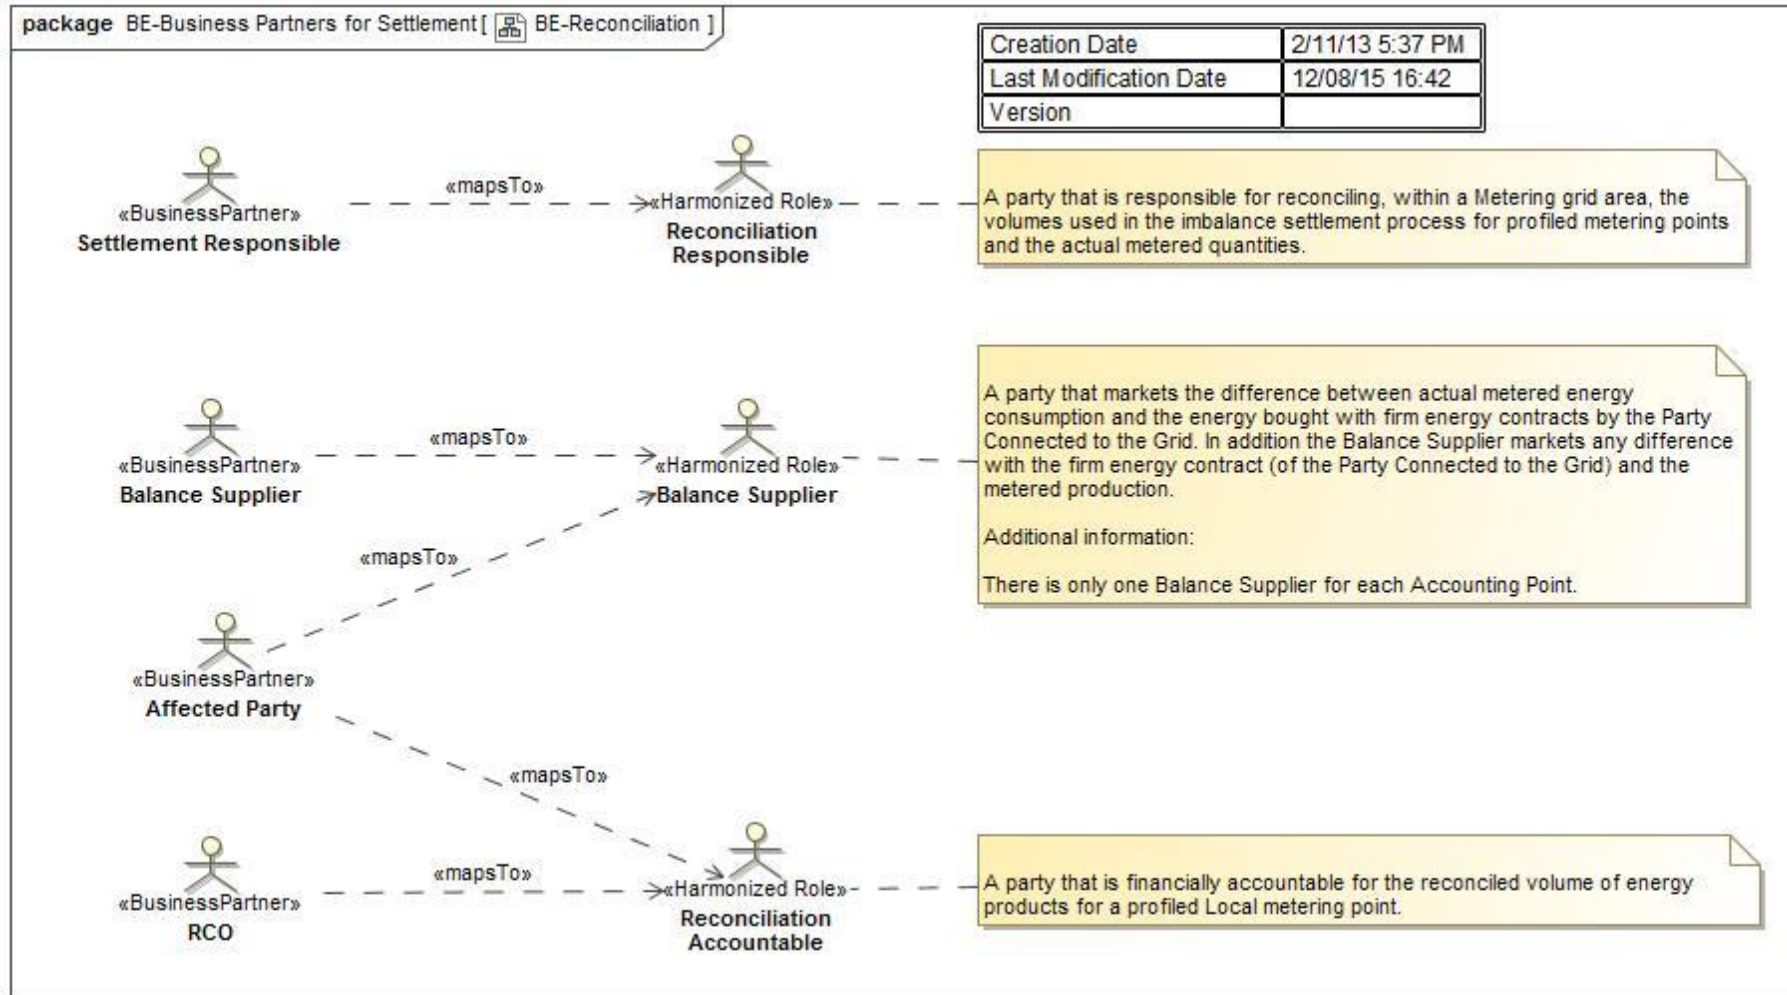 package BE-Business Partners for Settlement [ BE-Reconciliation ]
Creation Date 2/11/13 5:37 PM
Last Modification Date 12/08/15 16:42
Version
«BusinessPartner»
Settlement Responsible
«mapsTo»
«Harmonized Role»
Reconciliation
Responsible
A party that is responsible for reconciling, within a Metering grid area, the
volumes used in the imbalance settlement process for profiled metering points
and the actual metered quantities.
«BusinessPartner»
Balance Supplier
«mapsTo»
«Harmonized Role»
Balance Supplier
A party that markets the difference between actual metered energy
consumption and the energy bought with firm energy contracts by the Party
Connected to the Grid. In addition the Balance Supplier markets any difference
with the firm energy contract (of the Party Connected to the Grid) and the
metered production.
Additional information:
There is only one Balance Supplier for each Accounting Point.
«mapsTo»
«BusinessPartner»
Affected Party
«mapsTo»
«BusinessPartner»
RCO
«mapsTo»
«Harmonized Role»
Reconciliation
Accountable
A party that is financially accountable for the reconciled volume of energy
products for a profiled Local metering point.